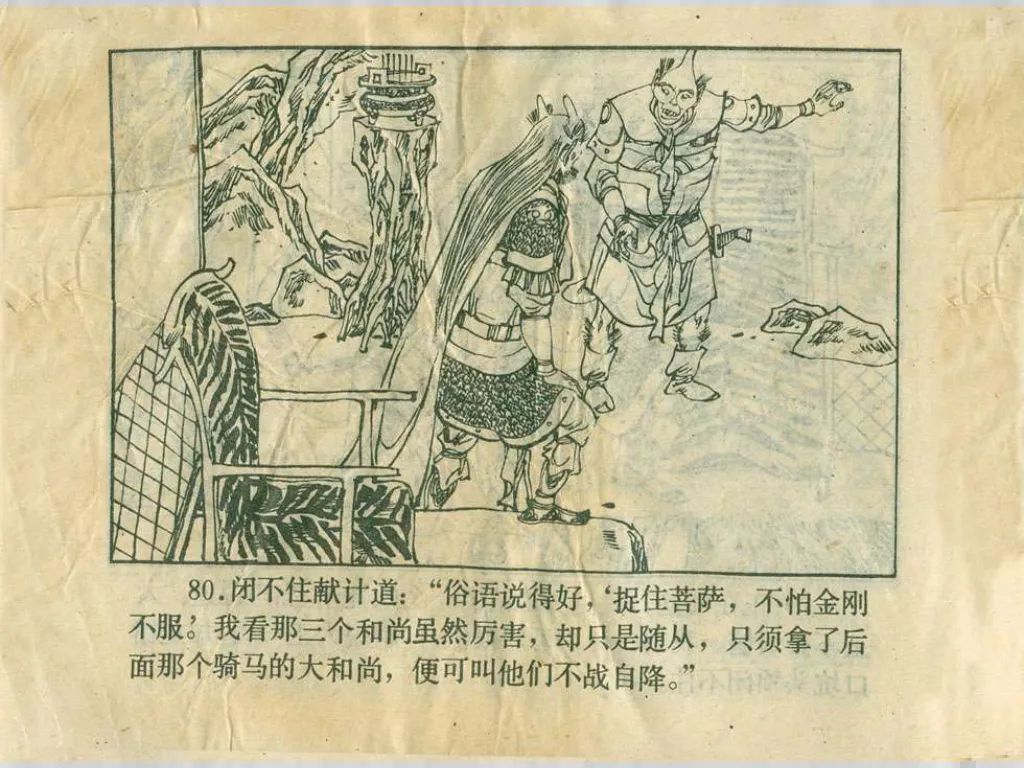 80.闭不住献计道：“俗语说得好，‘捉住菩萨，不怕金刚
不服’。我看那三个和尚虽然厉害，却只是随从，只须拿了后
面那个骑马的大和尚，便可叫他们不战自降。”